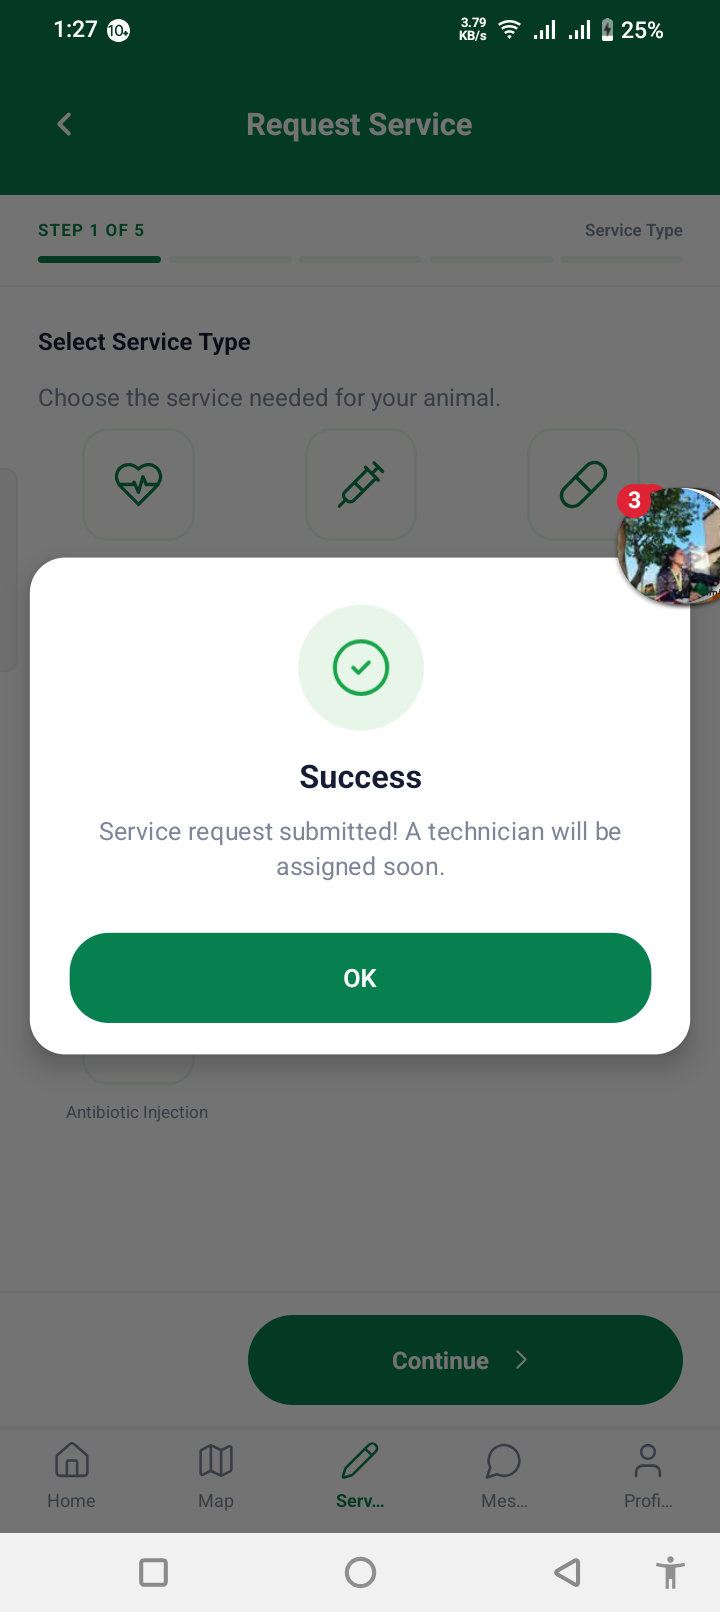 1:27
10
3.79
KB/s
25%
Request Service
STEP 1 OF 5
Service Type
Select Service Type
Choose the service needed for your animal.
3
Success
Service request submitted! A technician will be
assigned soon.
OK
Antibiotic Injection
Continue
Home
Map
Serv...
Mes...
Profi...